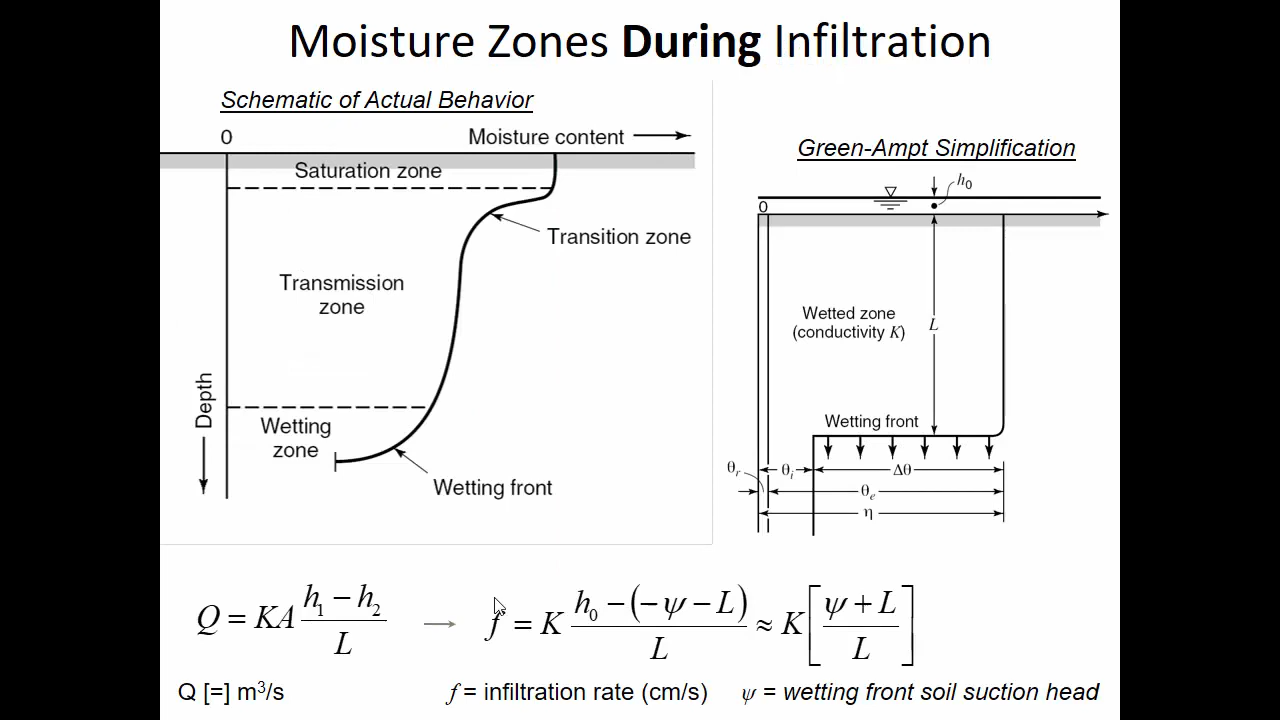 Moisture Zones During Infiltration
Schematic of Actual Behavior
0
Moisture content
Saturation zone
Transition zone
Transmission
zone
Depth
Wetting
zone
Wetting front
Green-Ampt Simplification
h₀
0
Wetted zone
(conductivity K)
L
Wetting front
θᵣ
θᵢ
Δθ
θₑ
η
Q = KA (h₁ − h₂)/L → f = K (h₀ − (−ψ − L))/L ≈ K[(ψ + L)/L]
Q [=] m³/s
f = infiltration rate (cm/s)
ψ = wetting front soil suction head